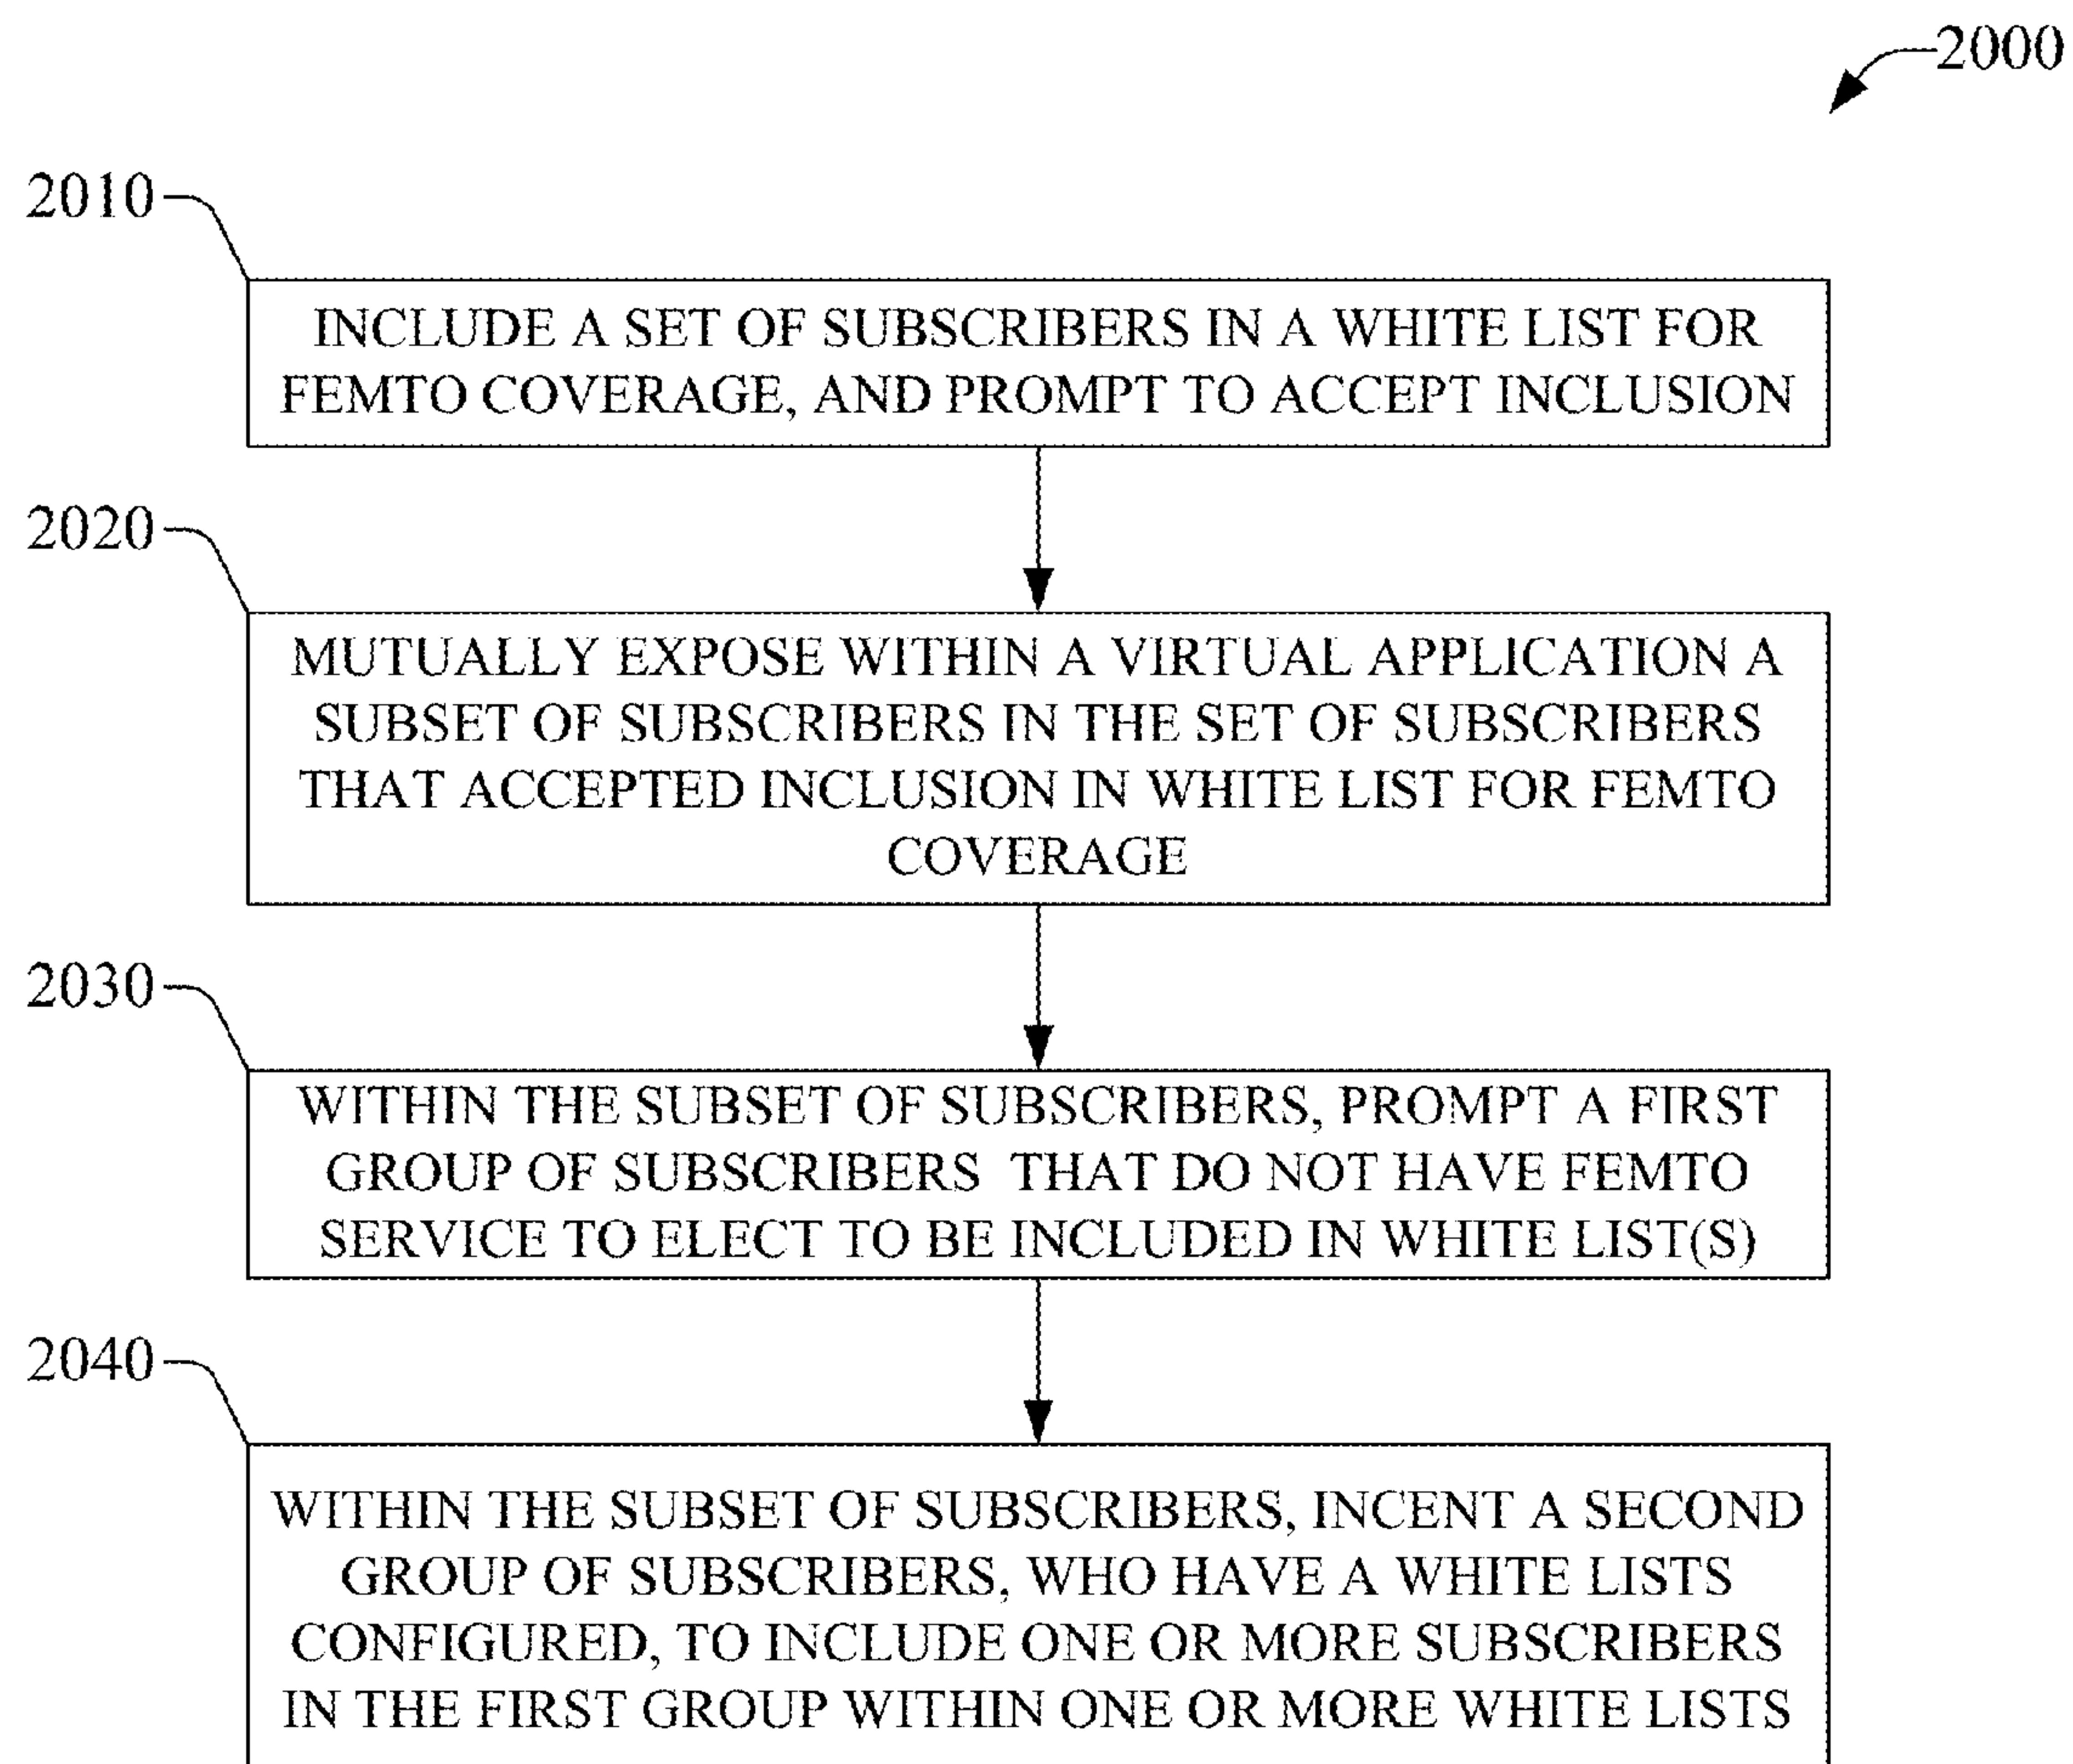 2000
2010
INCLUDE A SET OF SUBSCRIBERS IN A WHITE LIST FOR
FEMTO COVERAGE, AND PROMPT TO ACCEPT INCLUSION
2020
MUTUALLY EXPOSE WITHIN A VIRTUAL APPLICATION A
SUBSET OF SUBSCRIBERS IN THE SET OF SUBSCRIBERS
THAT ACCEPTED INCLUSION IN WHITE LIST FOR FEMTO
COVERAGE
2030
WITHIN THE SUBSET OF SUBSCRIBERS, PROMPT A FIRST
GROUP OF SUBSCRIBERS THAT DO NOT HAVE FEMTO
SERVICE TO ELECT TO BE INCLUDED IN WHITE LIST(S)
2040
WITHIN THE SUBSET OF SUBSCRIBERS, INCENT A SECOND
GROUP OF SUBSCRIBERS, WHO HAVE A WHITE LISTS
CONFIGURED, TO INCLUDE ONE OR MORE SUBSCRIBERS
IN THE FIRST GROUP WITHIN ONE OR MORE WHITE LISTS